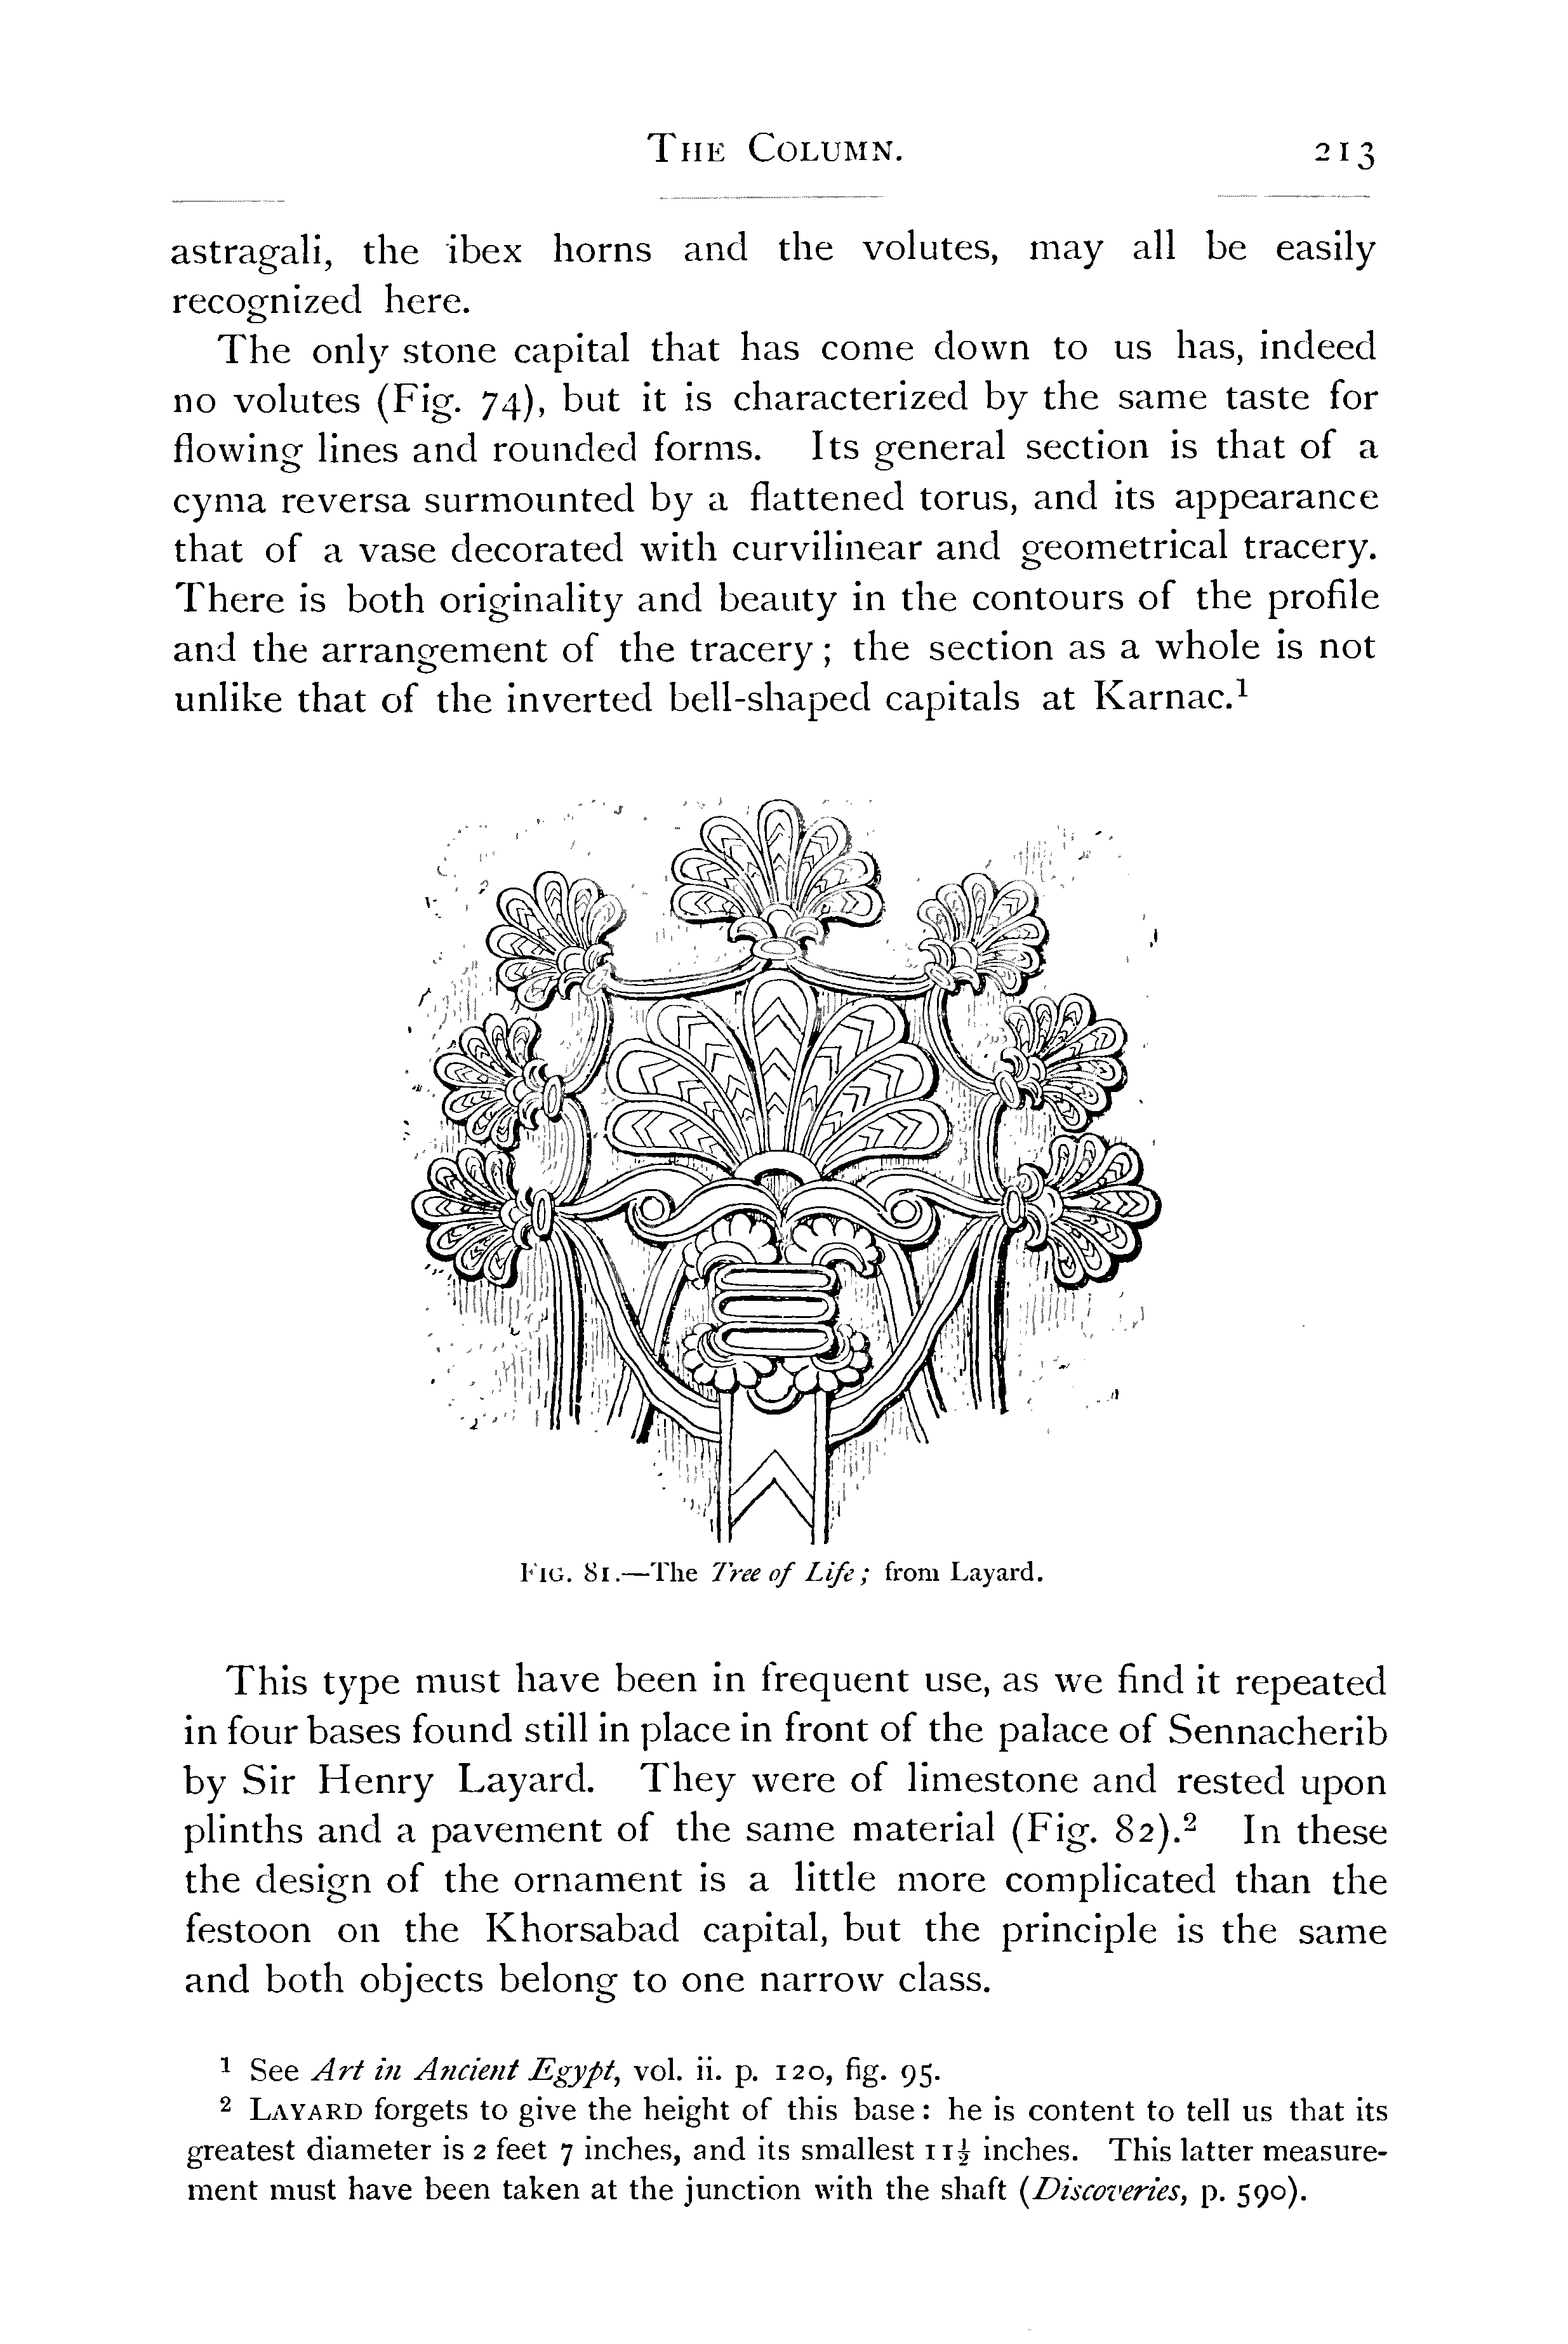 The Column. 213
astragali, the ibex horns and the volutes, may all be easily
recognized here.
The only stone capital that has come down to us has, indeed
no volutes (Fig. 74), but it is characterized by the same taste for
flowing lines and rounded forms. Its general section is that of a
cyma reversa surmounted by a flattened torus, and its appearance
that of a vase decorated with curvilinear and geometrical tracery.
There is both originality and beauty in the contours of the profile
and the arrangement of the tracery; the section as a whole is not
unlike that of the inverted bell-shaped capitals at Karnac.¹
Fig. 81.—The Tree of Life; from Layard.
This type must have been in frequent use, as we find it repeated
in four bases found still in place in front of the palace of Sennacherib
by Sir Henry Layard. They were of limestone and rested upon
plinths and a pavement of the same material (Fig. 82).² In these
the design of the ornament is a little more complicated than the
festoon on the Khorsabad capital, but the principle is the same
and both objects belong to one narrow class.
¹ See Art in Ancient Egypt, vol. ii. p. 120, fig. 95.
² Layard forgets to give the height of this base: he is content to tell us that its
greatest diameter is 2 feet 7 inches, and its smallest 11½ inches. This latter measure-
ment must have been taken at the junction with the shaft (Discoveries, p. 590).